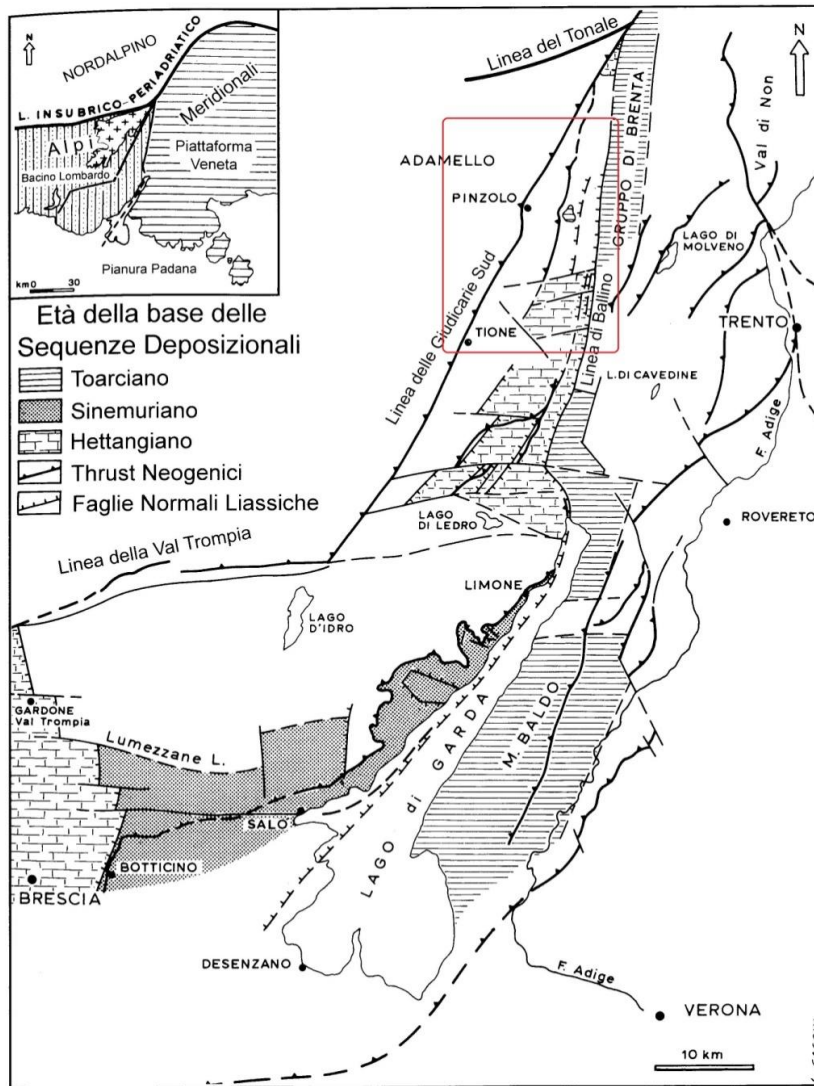 N
NORDALPINO
L. INSUBRICO-PERIADRIATICO
Alpi
Meridionali
Bacino Lombardo
Piattaforma
Veneta
Pianura Padana
km0 30
Età della base delle
Sequenze Deposizionali
Toarciano
Sinemuriano
Hettangiano
Thrust Neogenici
Faglie Normali Liassiche
Linea del Tonale
N
GRUPPO DI BRENTA
Val di Non
ADAMELLO
PINZOLO
LAGO DI
MOLVENO
TRENTO
TIONE
Linea delle Giudicarie Sud
Linea di Ballino
L. DI CAVEDINE
F. Adige
ROVERETO
LAGO
DI LEDRO
Linea della Val Trompia
LIMONE
LAGO
D'IDRO
GARDONE
Val Trompia
Lumezzane L.
LAGO di GARDA
M. BALDO
SALO'
BOTTICINO
BRESCIA
DESENZANO
F. Adige
VERONA
10 km